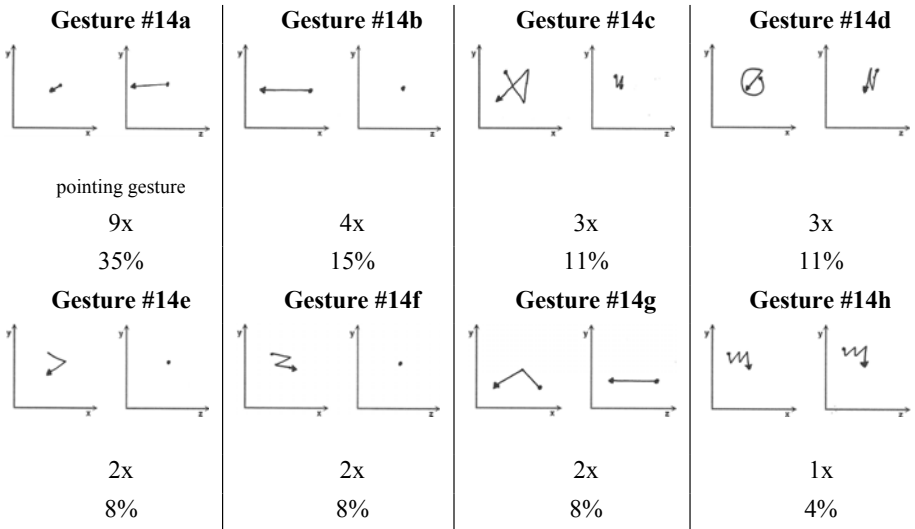 Gesture #14a Gesture #14b Gesture #14c Gesture #14d
y y y y y y y y
x z x z x z x z
pointing gesture
9x 4x 3x 3x
35% 15% 11% 11%
Gesture #14e Gesture #14f Gesture #14g Gesture #14h
y y y y y y y y
x z x z x z x z
2x 2x 2x 1x
8% 8% 8% 4%